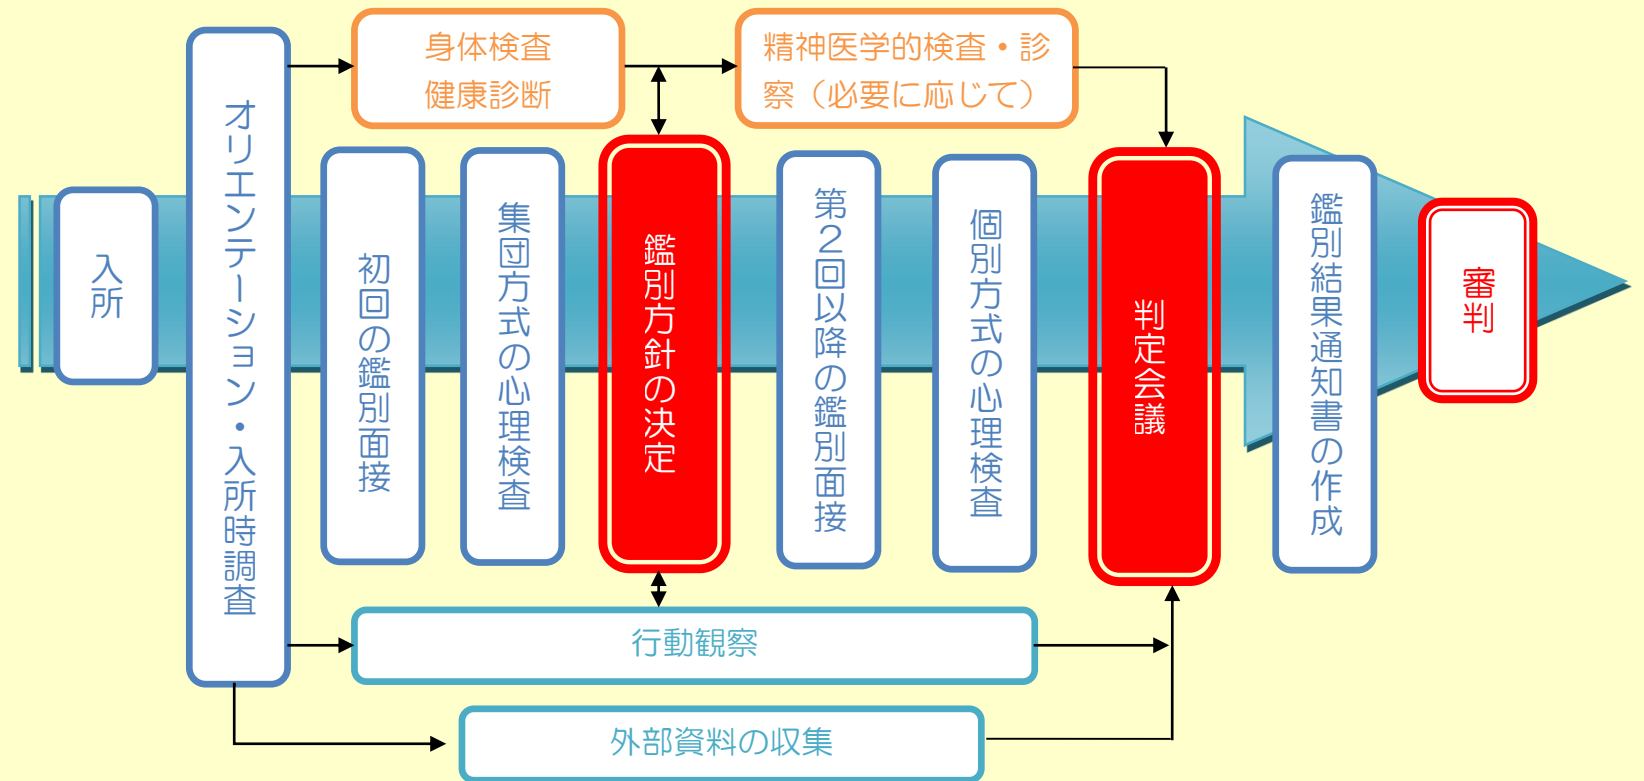 身体検査
健康診断
精神医学的検査・診
察（必要に応じて）
入所
オリエンテーション・入所時調査
初回の鑑別面接
集団方式の心理検査
鑑別方針の決定
第２回以降の鑑別面接
個別方式の心理検査
判定会議
鑑別結果通知書の作成
審判
行動観察
外部資料の収集